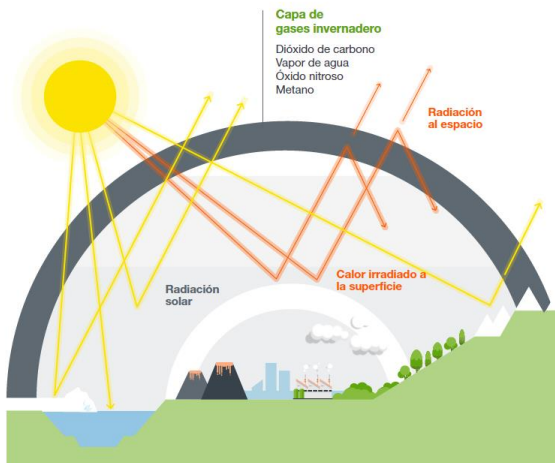 Capa de
gases invernadero
Dióxido de carbono
Vapor de agua
Óxido nitroso
Metano
Radiación
al espacio
Radiación
solar
Calor irradiado a
la superficie